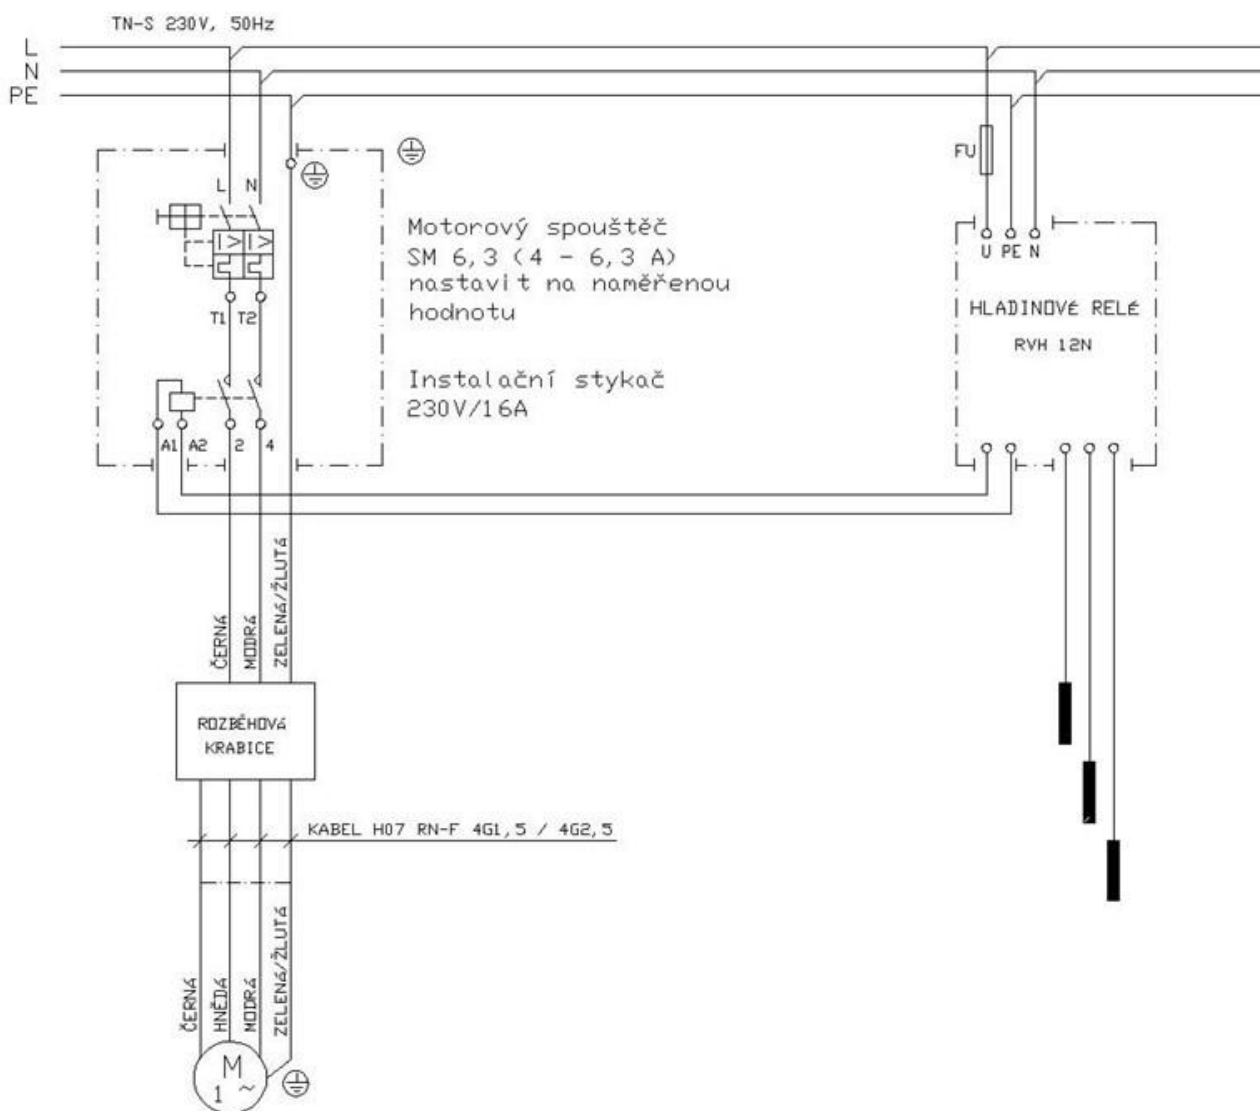 TN-S 230V, 50Hz
L
N
PE
FU
L N
U PE N
Motorový spouštěč
SM 6,3 (4 - 6,3 A)
nastavit na naměřenou
hodnotu
I> I>
T1 T2
HLADINOVÉ RELÉ
RVH 12N
Instalační stykač
230V/16A
A1 A2 2 4
ČERNÁ
MODRÁ
ZELENÁ/ŽLUTÁ
ROZBĚHOVÁ
KRABICE
KABEL H07 RN-F 4G1,5 / 4G2,5
ČERNÁ
HNĚDÁ
MODRÁ
ZELENÁ/ŽLUTÁ
M
1 ~